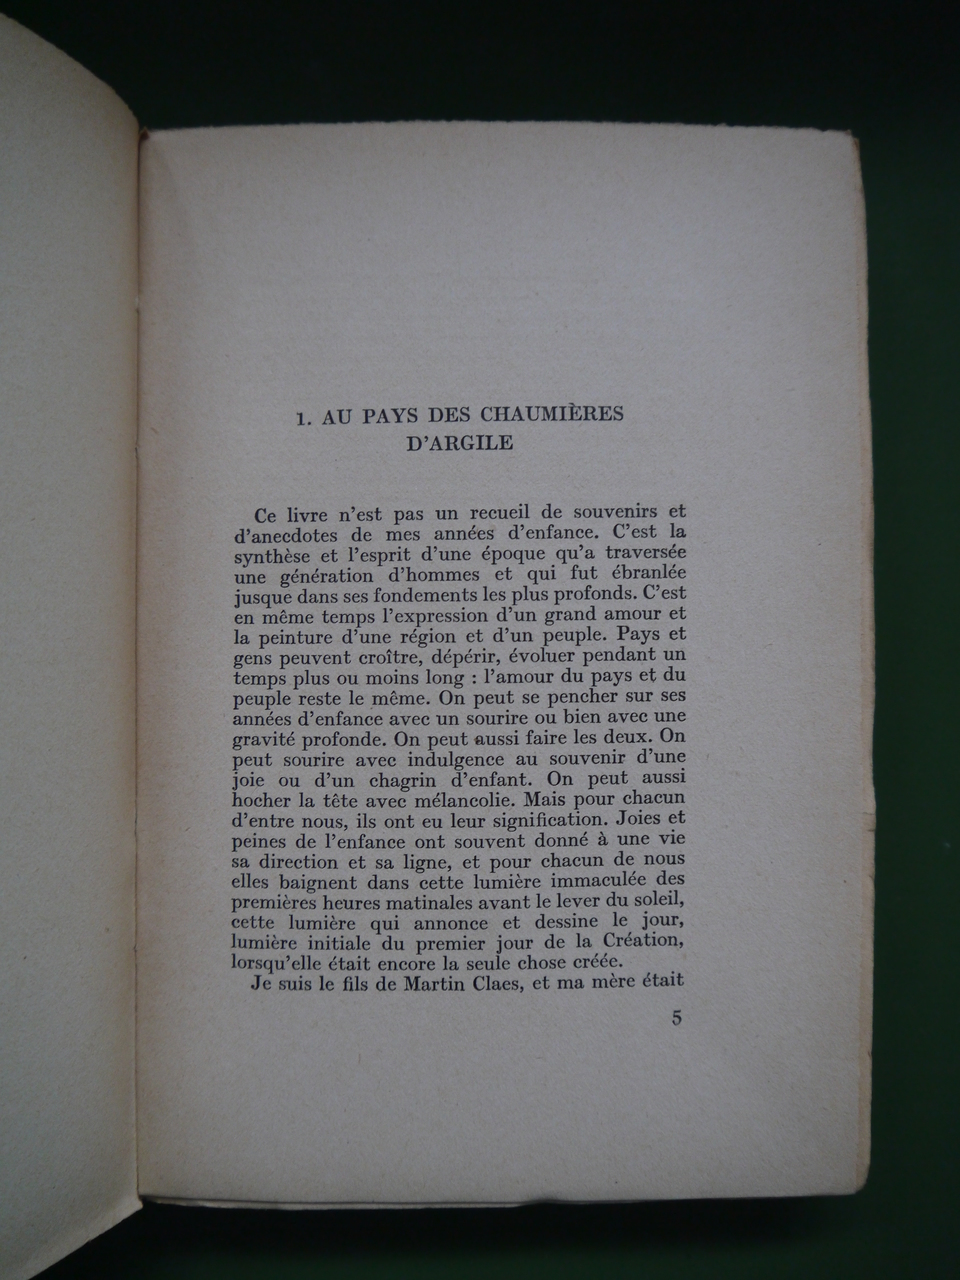 1. AU PAYS DES CHAUMIÈRES
D'ARGILE
Ce livre n'est pas un recueil de souvenirs et
d'anecdotes de mes années d'enfance. C'est la
synthèse et l'esprit d'une époque qu'a traversée
une génération d'hommes et qui fut ébranlée
jusque dans ses fondements les plus profonds. C'est
en même temps l'expression d'un grand amour et
la peinture d'une région et d'un peuple. Pays et
gens peuvent croître, dépérir, évoluer pendant un
temps plus ou moins long : l'amour du pays et du
peuple reste le même. On peut se pencher sur ses
années d'enfance avec un sourire ou bien avec une
gravité profonde. On peut aussi faire les deux. On
peut sourire avec indulgence au souvenir d'une
joie ou d'un chagrin d'enfant. On peut aussi
hocher la tête avec mélancolie. Mais pour chacun
d'entre nous, ils ont eu leur signification. Joies et
peines de l'enfance ont souvent donné à une vie
sa direction et sa ligne, et pour chacun de nous
elles baignent dans cette lumière immaculée des
premières heures matinales avant le lever du soleil,
cette lumière qui annonce et dessine le jour,
lumière initiale du premier jour de la Création,
lorsqu'elle était encore la seule chose créée.
Je suis le fils de Martin Claes, et ma mère était
5